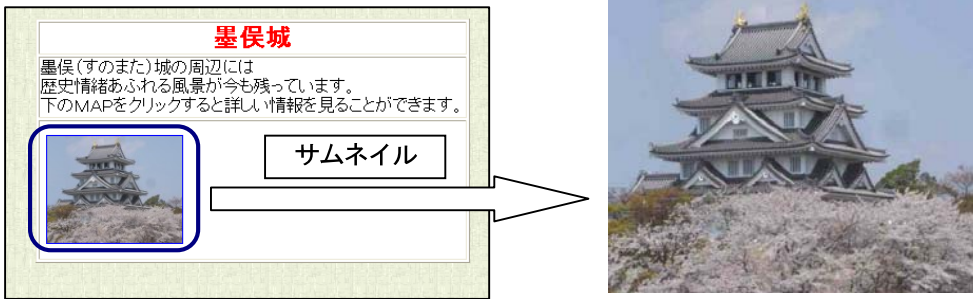 墨俣城
墨俣(すのまた)城の周辺には
歴史情緒あふれる風景が今も残っています。
下のMAPをクリックすると詳しい情報を見ることができます。
サムネイル